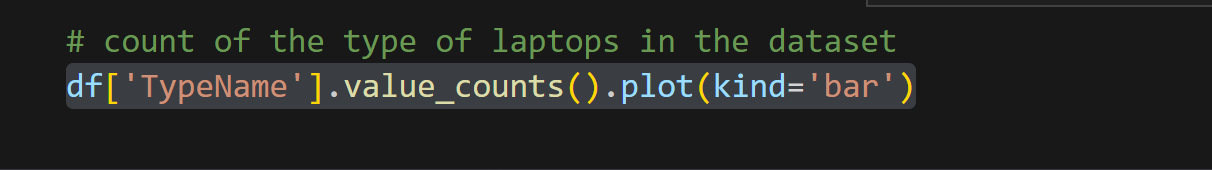 # count of the type of laptops in the dataset
df['TypeName'].value_counts().plot(kind='bar')